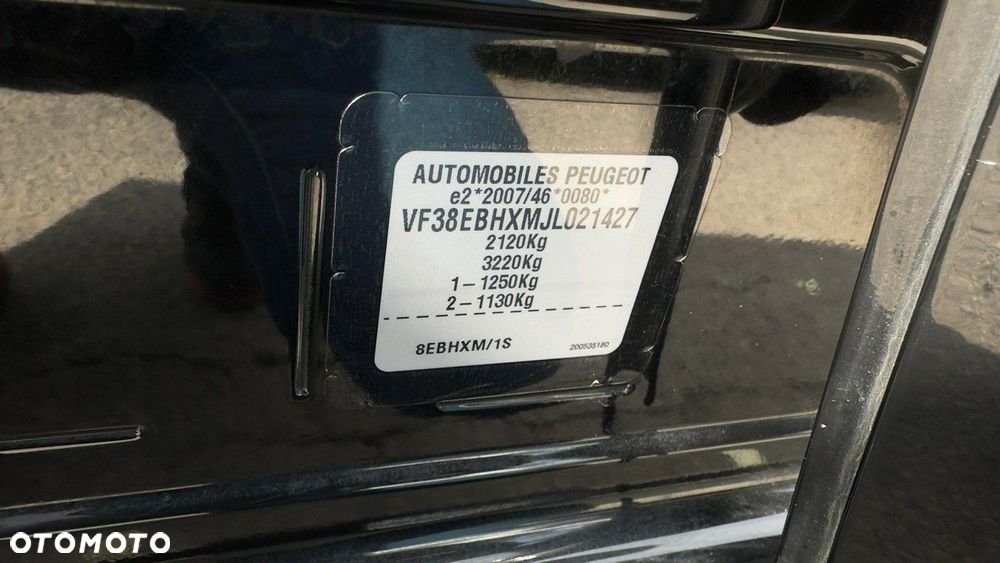 AUTOMOBILES PEUGEOT
e2*2007/46*0080*
VF38EBHXMJL021427
2120Kg
3220Kg
1-1250Kg
2-1130Kg
8EBHXM/1S 200535180
OTOMOTO